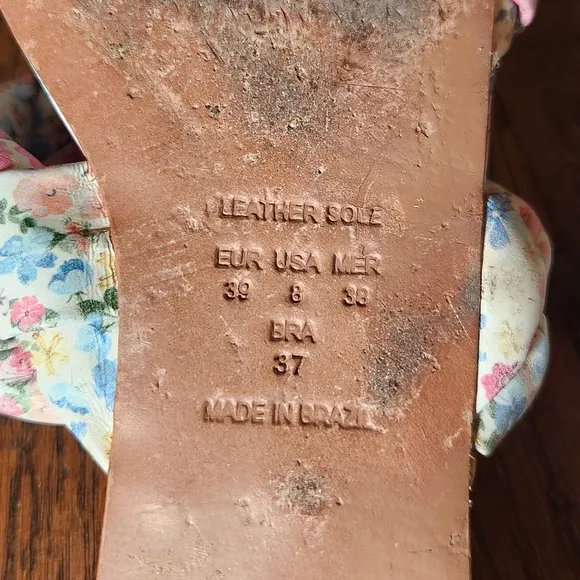 LEATHER SOLE
EUR USA MER
39 8 38
BRA
37
MADE IN BRAZIL